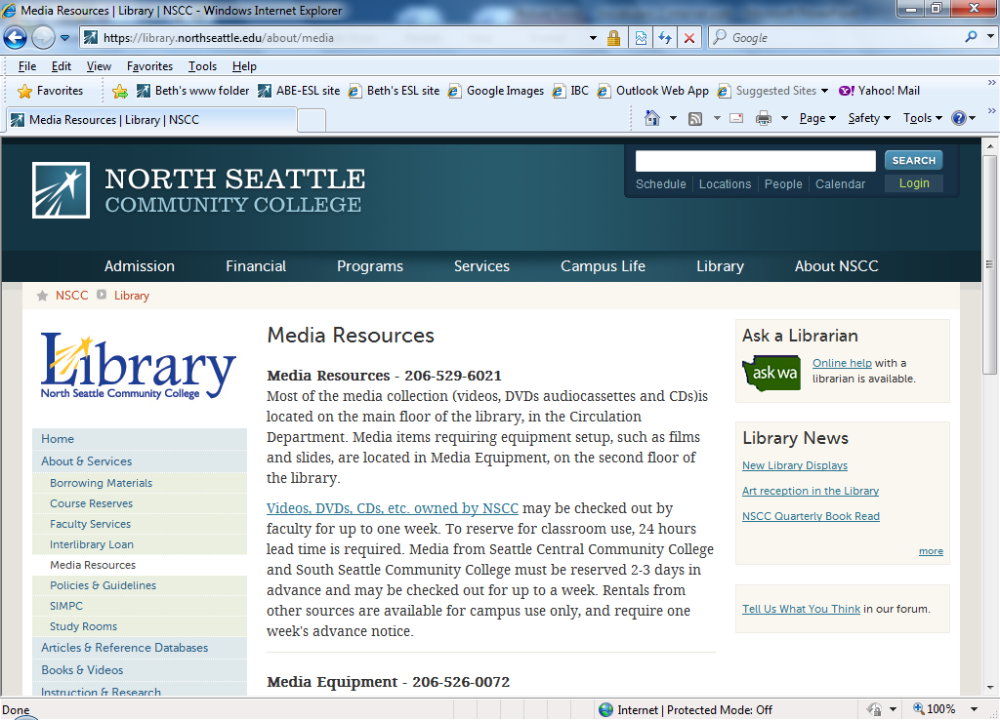 Media Resources | Library | NSCC - Windows Internet Explorer
https://library.northseattle.edu/about/media
Google
File Edit View Favorites Tools Help
Favorites Beth's www folder ABE-ESL site Beth's ESL site Google Images IBC Outlook Web App Suggested Sites Yahoo! Mail
Media Resources | Library | NSCC
Page Safety Tools
NORTH SEATTLE
COMMUNITY COLLEGE
SEARCH
Schedule Locations People Calendar Login
Admission Financial Programs Services Campus Life Library About NSCC
NSCC Library
Library
North Seattle Community College
Home
About & Services
Borrowing Materials
Course Reserves
Faculty Services
Interlibrary Loan
Media Resources
Policies & Guidelines
SIMPC
Study Rooms
Articles & Reference Databases
Books & Videos
Instruction & Research
Media Resources
Media Resources - 206-529-6021
Most of the media collection (videos, DVDs audiocassettes and CDs)is
located on the main floor of the library, in the Circulation
Department. Media items requiring equipment setup, such as films
and slides, are located in Media Equipment, on the second floor of
the library.
Videos, DVDs, CDs, etc. owned by NSCC may be checked out by
faculty for up to one week. To reserve for classroom use, 24 hours
lead time is required. Media from Seattle Central Community College
and South Seattle Community College must be reserved 2-3 days in
advance and may be checked out for up to a week. Rentals from
other sources are available for campus use only, and require one
week's advance notice.
Media Equipment - 206-526-0072
Ask a Librarian
ask wa
Online help with a
librarian is available.
Library News
New Library Displays
Art reception in the Library
NSCC Quarterly Book Read
more
Tell Us What You Think in our forum.
Done
Internet | Protected Mode: Off
100%